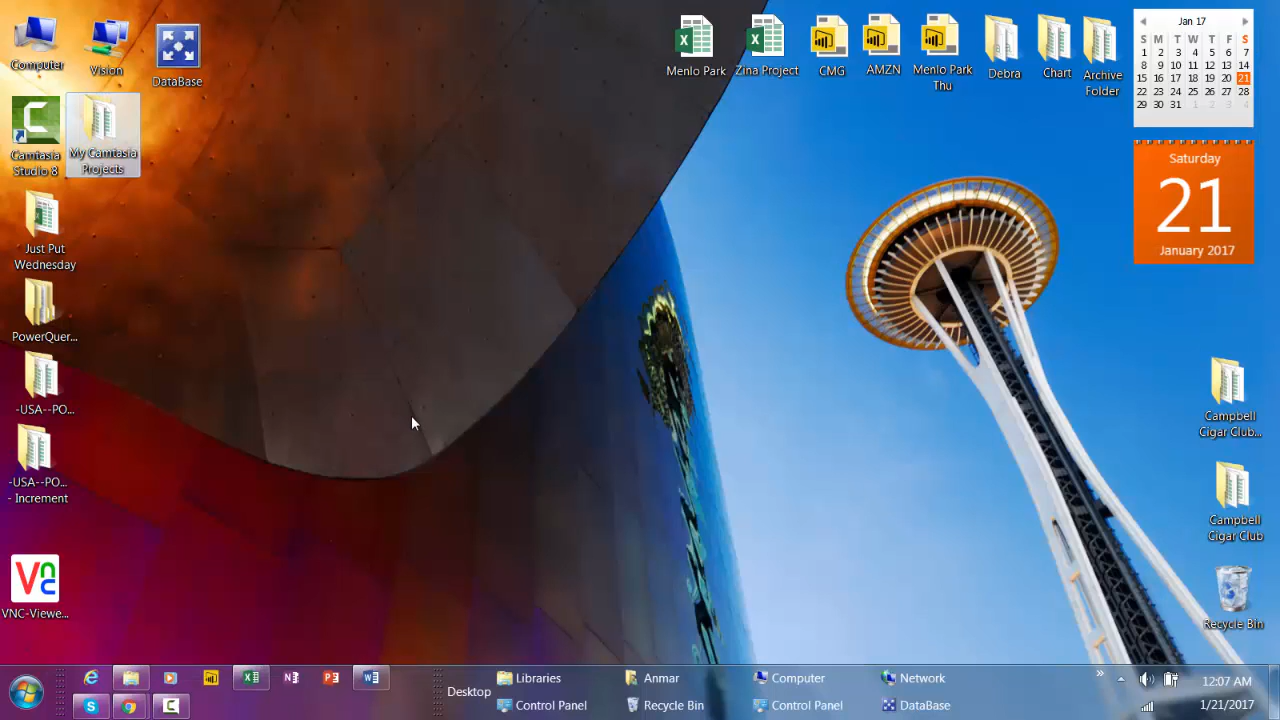 Computer
Vision
DataBase
Camtasia
Studio 8
My Camtasia
Projects
Just Put
Wednesday
PowerQuer...
-USA--PO...
-USA--PO...
- Increment
VNC-Viewe...
Menlo Park
Zina Project
CMG
AMZN
Menlo Park
Thu
Debra
Chart
Archive
Folder
Jan 17
S M T W T F S
1 2 3 4 5 6 7
8 9 10 11 12 13 14
15 16 17 18 19 20 21
22 23 24 25 26 27 28
29 30 31 1 2 3 4
Saturday
21
January 2017
Campbell
Cigar Club...
Campbell
Cigar Club
Recycle Bin
Desktop
Libraries
Anmar
Computer
Network
Control Panel
Recycle Bin
Control Panel
DataBase
12:07 AM
1/21/2017